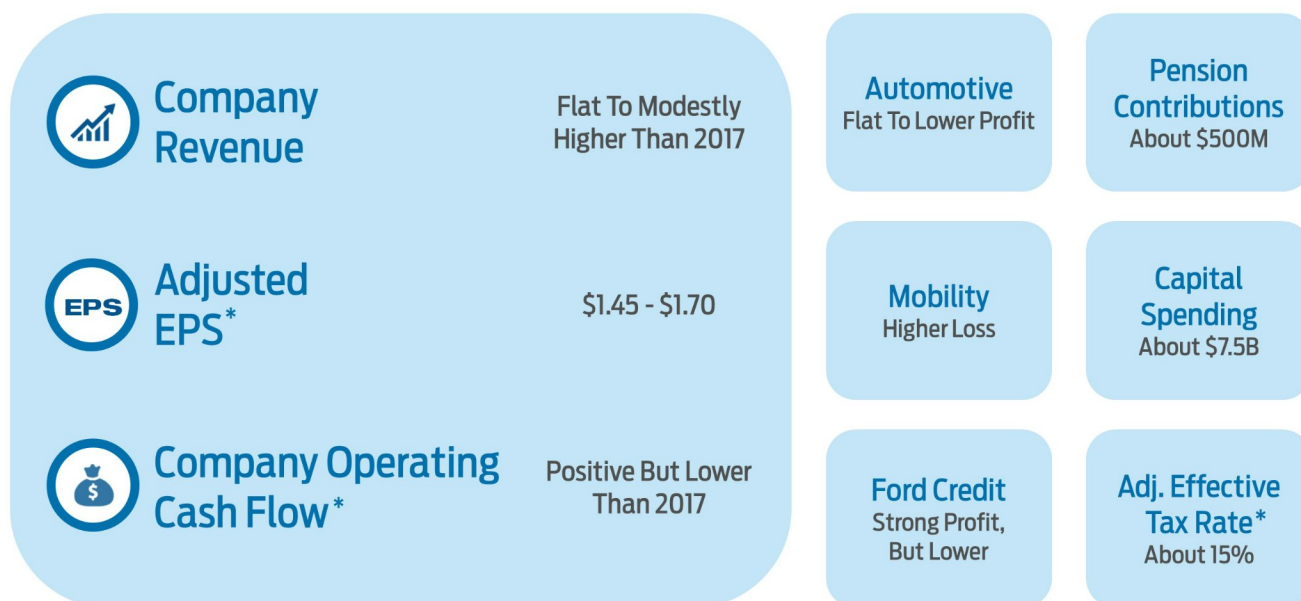 Company
Revenue
Flat To Modestly
Higher Than 2017
EPS
Adjusted
EPS*
$1.45 - $1.70
$
Company Operating
Cash Flow*
Positive But Lower
Than 2017
Automotive
Flat To Lower Profit
Pension
Contributions
About $500M
Mobility
Higher Loss
Capital
Spending
About $7.5B
Ford Credit
Strong Profit,
But Lower
Adj. Effective
Tax Rate*
About 15%